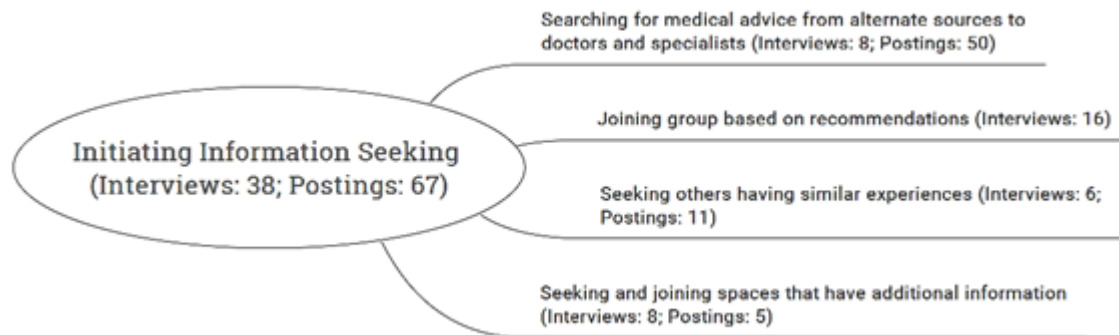 Searching for medical advice from alternate sources to
doctors and specialists (Interviews: 8; Postings: 50)
Joining group based on recommendations (Interviews: 16)
Initiating Information Seeking
(Interviews: 38; Postings: 67)
Seeking others having similar experiences (Interviews: 6;
Postings: 11)
Seeking and joining spaces that have additional information
(Interviews: 8; Postings: 5)